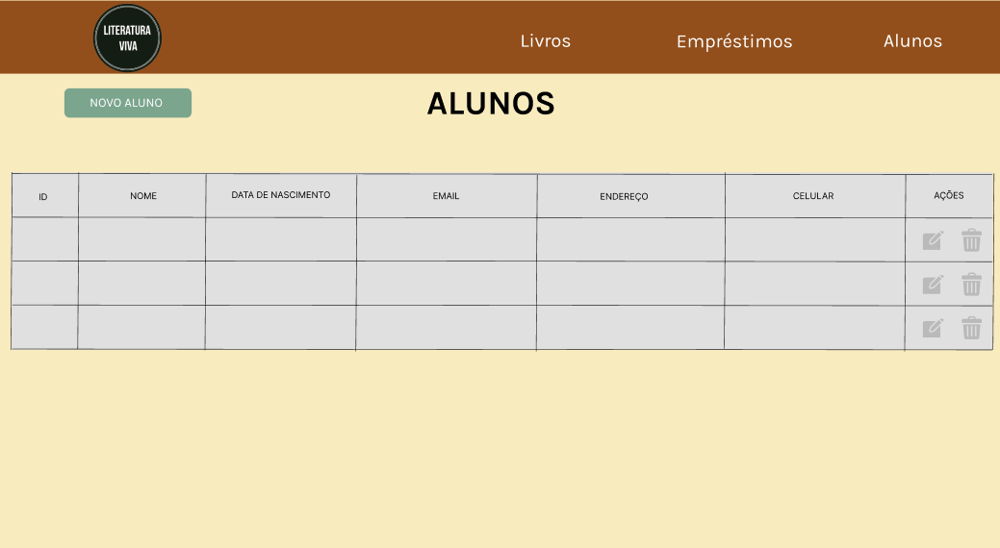 LITERATURA
VIVA
Livros
Empréstimos
Alunos
NOVO ALUNO
ALUNOS
ID
NOME
DATA DE NASCIMENTO
EMAIL
ENDEREÇO
CELULAR
AÇÕES